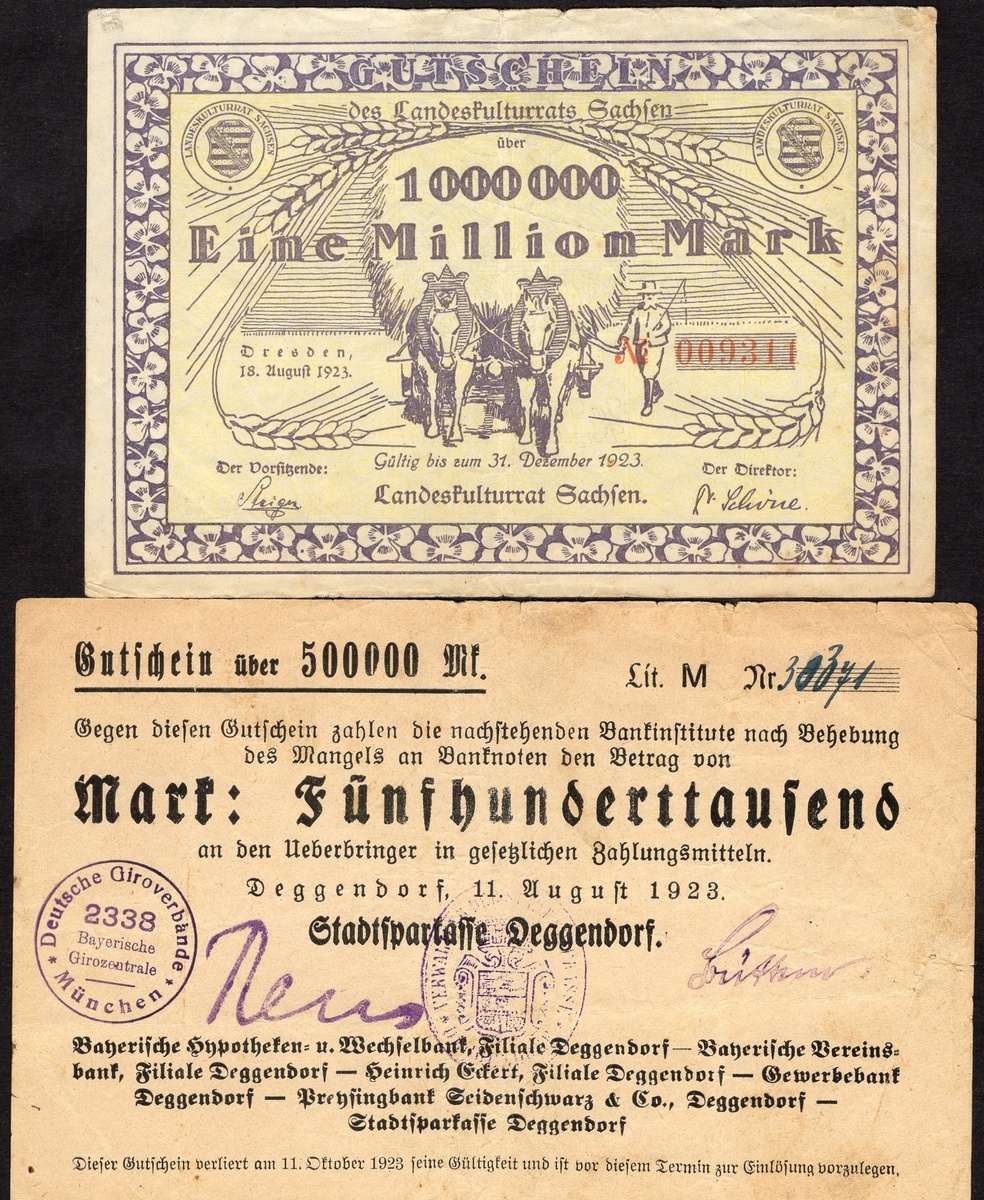 GUTSCHEIN
des Landeskulturrats Sachsen
LANDESKULTURRAT SACHSEN
LANDESKULTURRAT SACHSEN
über
1000000
Eine Million Mark
Dresden,
18. August 1923.
№ 009311
Der Vorsitzende:
Gültig bis zum 31. Dezember 1923.
Der Direktor:
Steiger
Landeskulturrat Sachsen.
Dr. Schöne.
Gutschein über 500000 Mk.
Lit. M Nr. 30371
Gegen diesen Gutschein zahlen die nachstehenden Bankinstitute nach Behebung
des Mangels an Banknoten den Betrag von
Mark: Fünfhunderttausend
an den Ueberbringer in gesetzlichen Zahlungsmitteln.
Deggendorf, 11. August 1923.
Stadtsparkasse Deggendorf.
Deutsche Giroverbände
2338
Bayerische
Girozentrale
München
Bayerische Hypotheken- u. Wechselbank, Filiale Deggendorf — Bayerische Vereins-
bank, Filiale Deggendorf — Heinrich Eckert, Filiale Deggendorf — Gewerbebank
Deggendorf — Preysingbank Seidenschwarz & Co., Deggendorf —
Stadtsparkasse Deggendorf
Dieser Gutschein verliert am 11. Oktober 1923 seine Gültigkeit und ist vor diesem Termin zur Einlösung vorzulegen.